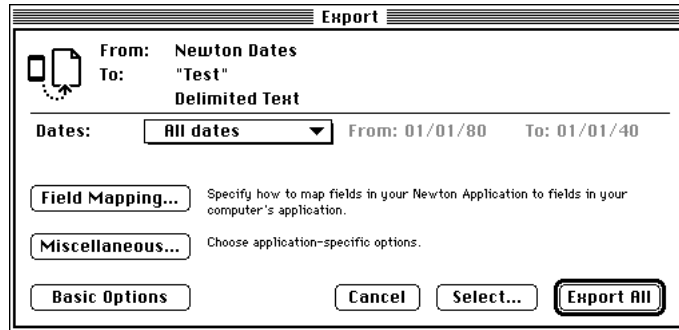 Export
From: Newton Dates
To: "Test"
Delimited Text
Dates: All dates From: 01/01/80 To: 01/01/40
Field Mapping... Specify how to map fields in your Newton Application to fields in your
computer's application.
Miscellaneous... Choose application-specific options.
Basic Options Cancel Select... Export All